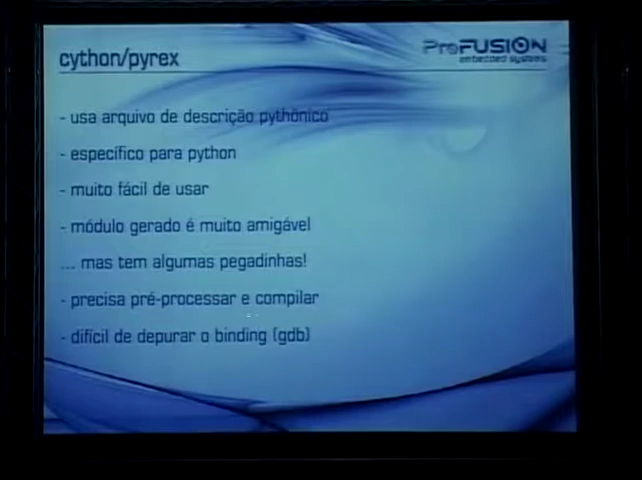 cython/pyrex
ProFUSION
embedded systems
- usa arquivo de descrição pythônico
- específico para python
- muito fácil de usar
- módulo gerado é muito amigável
... mas tem algumas pegadinhas!
- precisa pré-processar e compilar
- difícil de depurar o binding (gdb)